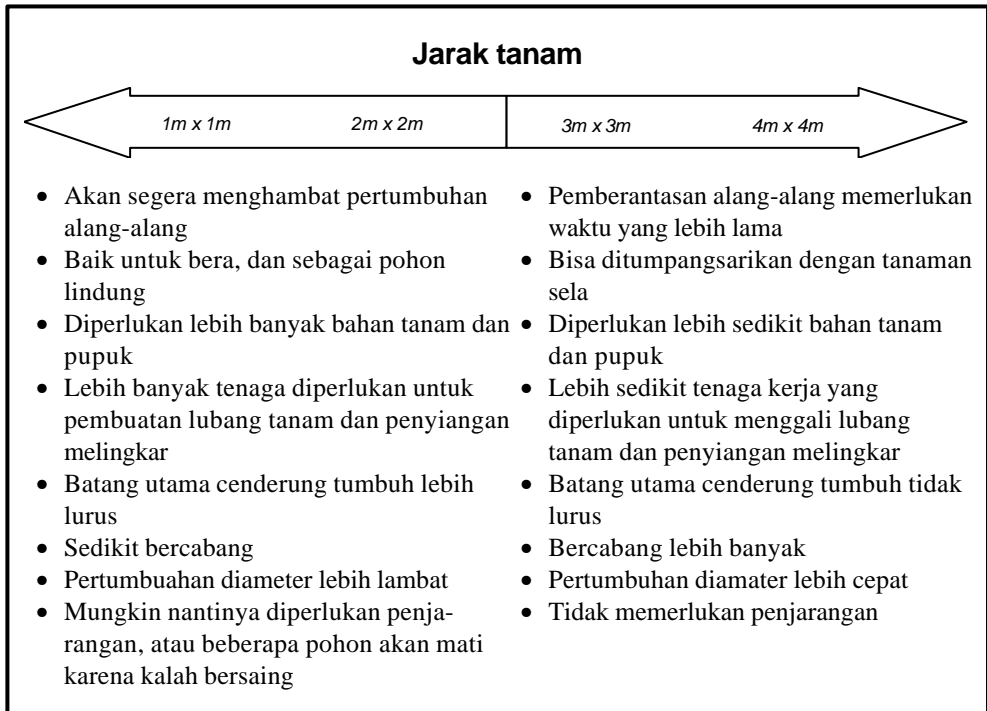 Jarak tanam
1m x 1m 2m x 2m 3m x 3m 4m x 4m
• Akan segera menghambat pertumbuhan
alang-alang
• Baik untuk bera, dan sebagai pohon
lindung
• Diperlukan lebih banyak bahan tanam dan
pupuk
• Lebih banyak tenaga diperlukan untuk
pembuatan lubang tanam dan penyiangan
melingkar
• Batang utama cenderung tumbuh lebih
lurus
• Sedikit bercabang
• Pertumbuahan diameter lebih lambat
• Mungkin nantinya diperlukan penja-
rangan, atau beberapa pohon akan mati
karena kalah bersaing
• Pemberantasan alang-alang memerlukan
waktu yang lebih lama
• Bisa ditumpangsarikan dengan tanaman
sela
• Diperlukan lebih sedikit bahan tanam
dan pupuk
• Lebih sedikit tenaga kerja yang
diperlukan untuk menggali lubang
tanam dan penyiangan melingkar
• Batang utama cenderung tumbuh tidak
lurus
• Bercabang lebih banyak
• Pertumbuhan diamater lebih cepat
• Tidak memerlukan penjarangan